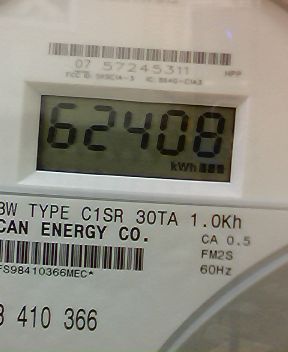 07 57245311
HPP
62408
kWh
3W TYPE C1SR 30TA 1.0Kh
CAN ENERGY CO.
CA 0.5
FM2S
FS98410366MEC*
60Hz
3 410 366